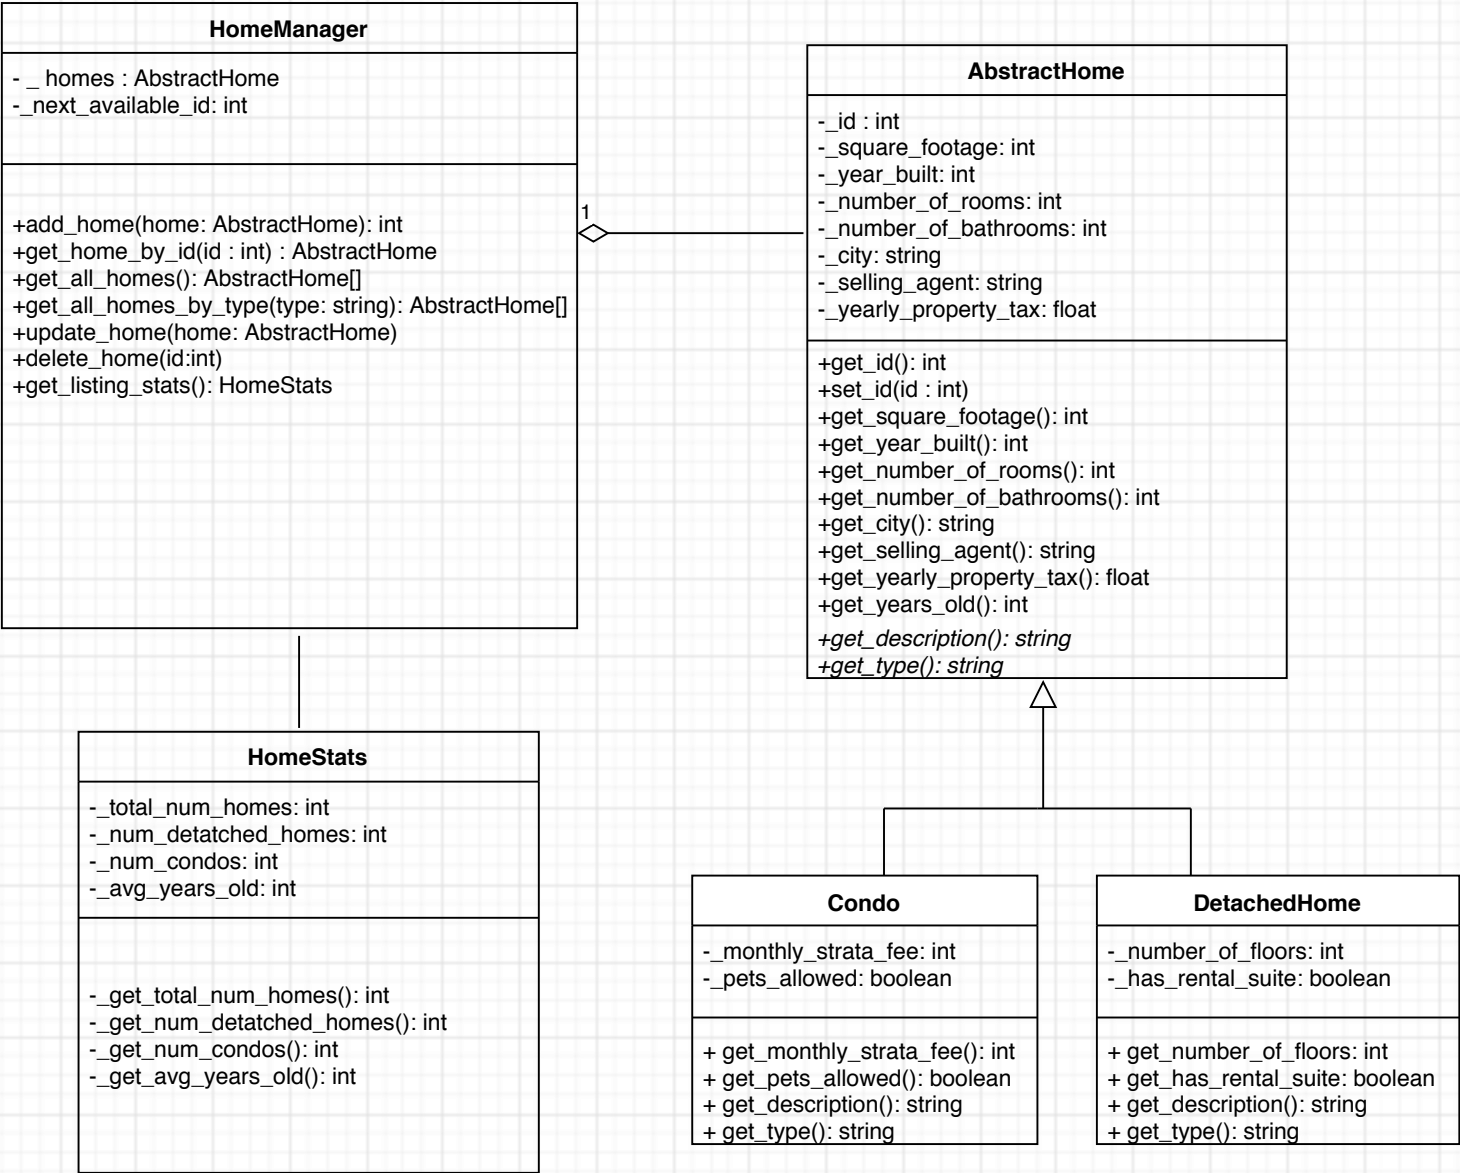 HomeManager
- _ homes : AbstractHome
-_next_available_id: int
+add_home(home: AbstractHome): int
+get_home_by_id(id : int) : AbstractHome
+get_all_homes(): AbstractHome[]
+get_all_homes_by_type(type: string): AbstractHome[]
+update_home(home: AbstractHome)
+delete_home(id:int)
+get_listing_stats(): HomeStats
1
AbstractHome
-_id : int
-_square_footage: int
-_year_built: int
-_number_of_rooms: int
-_number_of_bathrooms: int
-_city: string
-_selling_agent: string
-_yearly_property_tax: float
+get_id(): int
+set_id(id : int)
+get_square_footage(): int
+get_year_built(): int
+get_number_of_rooms(): int
+get_number_of_bathrooms(): int
+get_city(): string
+get_selling_agent(): string
+get_yearly_property_tax(): float
+get_years_old(): int
+get_description(): string
+get_type(): string
HomeStats
-_total_num_homes: int
-_num_detatched_homes: int
-_num_condos: int
-_avg_years_old: int
-_get_total_num_homes(): int
-_get_num_detatched_homes(): int
-_get_num_condos(): int
-_get_avg_years_old(): int
Condo
-_monthly_strata_fee: int
-_pets_allowed: boolean
+ get_monthly_strata_fee(): int
+ get_pets_allowed(): boolean
+ get_description(): string
+ get_type(): string
DetachedHome
-_number_of_floors: int
-_has_rental_suite: boolean
+ get_number_of_floors: int
+ get_has_rental_suite: boolean
+ get_description(): string
+ get_type(): string